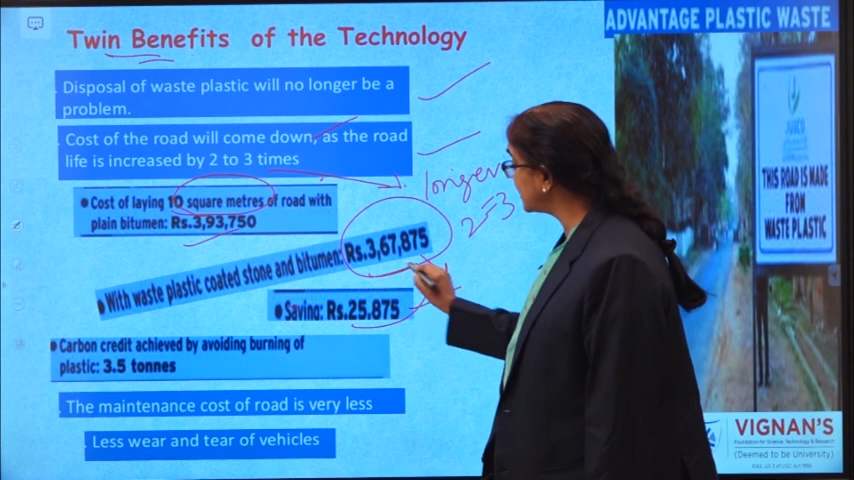 Twin Benefits of the Technology
Disposal of waste plastic will no longer be a
problem.
Cost of the road will come down, as the road
life is increased by 2 to 3 times
• Cost of laying 10 square metres of road with
plain bitumen: Rs.3,93,750
longer
2-3
• With waste plastic coated stone and bitumen: Rs.3,67,875
• Saving: Rs.25.875
• Carbon credit achieved by avoiding burning of
plastic: 3.5 tonnes
The maintenance cost of road is very less
Less wear and tear of vehicles
ADVANTAGE PLASTIC WASTE
JUSCO
THIS ROAD IS MADE
FROM
WASTE PLASTIC
VIGNAN'S
Foundation for Science, Technology & Research
(Deemed to be University)